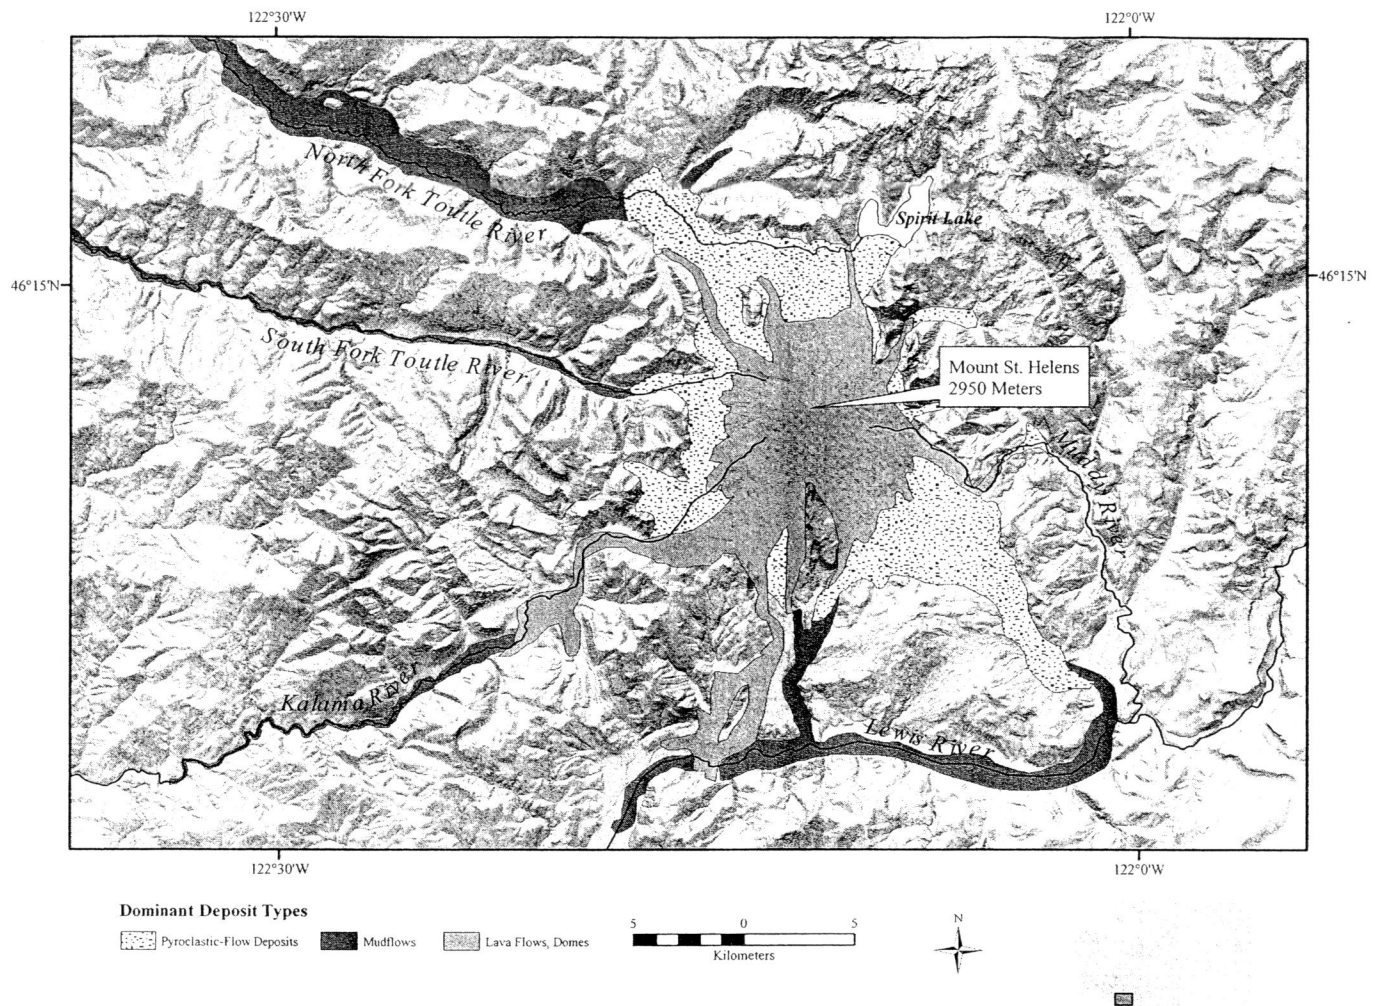 122°30'W
122°0'W
North Fork Toutle River
Spirit Lake
46°15'N
46°15'N
South Fork Toutle River
Mount St. Helens
2950 Meters
Muddy River
Kalama River
Lewis River
122°30'W
122°0'W
Dominant Deposit Types
Pyroclastic-Flow Deposits
Mudflows
Lava Flows, Domes
5 0 5
Kilometers
N